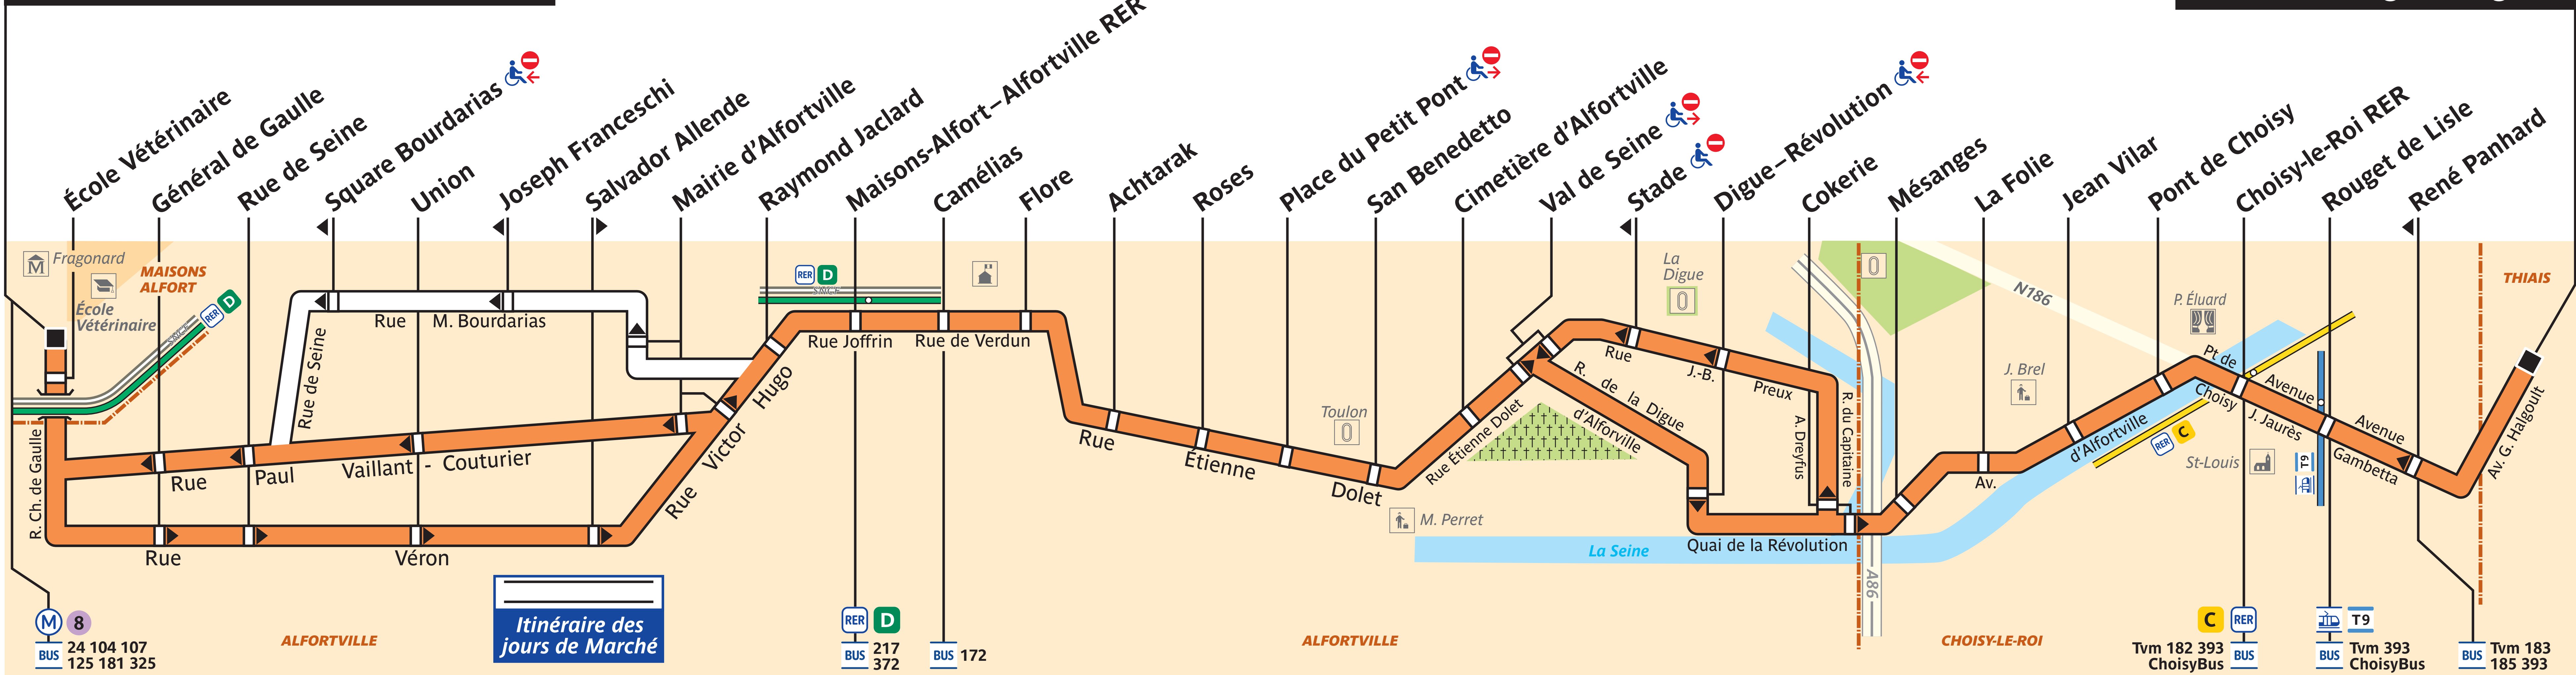 École Vétérinaire
Général de Gaulle
Rue de Seine
Square Bourdarias
Union
Joseph Franceschi
Salvador Allende
Mairie d'Alfortville
Raymond Jaclard
Maisons-Alfort–Alfortville RER
Camélias
Flore
Achtarak
Roses
Place du Petit Pont
San Benedetto
Cimetière d'Alfortville
Val de Seine
Stade
Digue–Révolution
Cokerie
Mésanges
La Folie
Jean Vilar
Pont de Choisy
Choisy-le-Roi RER
Rouget de Lisle
René Panhard
M
Fragonard
École
Vétérinaire
MAISONS
ALFORT
SNCF
RER D
R. Ch. de Gaulle
Rue de Seine
Rue M. Bourdarias
Rue Paul Vaillant - Couturier
Rue Véron
Rue Victor Hugo
RER D
SNCF
Rue Joffrin
Rue de Verdun
Rue Étienne Dolet
Toulon
M. Perret
Rue Étienne Dolet
La
Digue
Rue J.-B. Preux
R. de la Digue
d'Alforville
A. Dreyfus
R. du Capitaine
Quai de la Révolution
La Seine
A86
N186
J. Brel
Av. d'Alfortville
P. Éluard
Pt de
Choisy
RER C
St-Louis
Avenue
J. Jaurès
T9
Avenue
Gambetta
Av. G. Halgoult
THIAIS
Itinéraire des
jours de Marché
ALFORTVILLE
ALFORTVILLE
CHOISY-LE-ROI
M 8
BUS 24 104 107
125 181 325
RER D
BUS 217
372
BUS 172
C RER
Tvm 182 393 BUS
ChoisyBus
T9
BUS Tvm 393
ChoisyBus
BUS Tvm 183
185 393